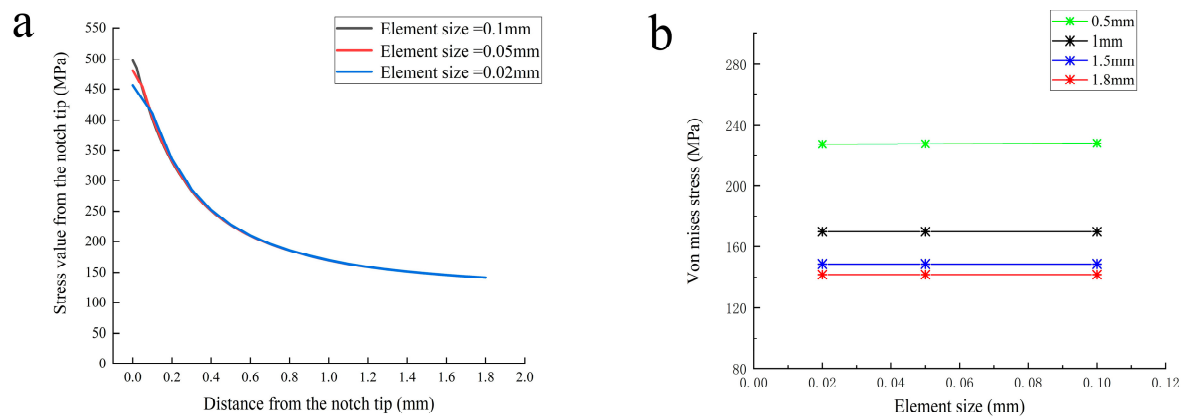 a
Element size =0.1mm
Element size =0.05mm
Element size =0.02mm
Stress value from the notch tip (MPa)
550
500
450
400
350
300
250
200
150
100
50
0
0.0 0.2 0.4 0.6 0.8 1.0 1.2 1.4 1.6 1.8 2.0
Distance from the notch tip (mm)
b
0.5mm
1mm
1.5mm
1.8mm
Von mises stress (MPa)
280
240
200
160
120
80
0.00 0.02 0.04 0.06 0.08 0.10 0.12
Element size (mm)